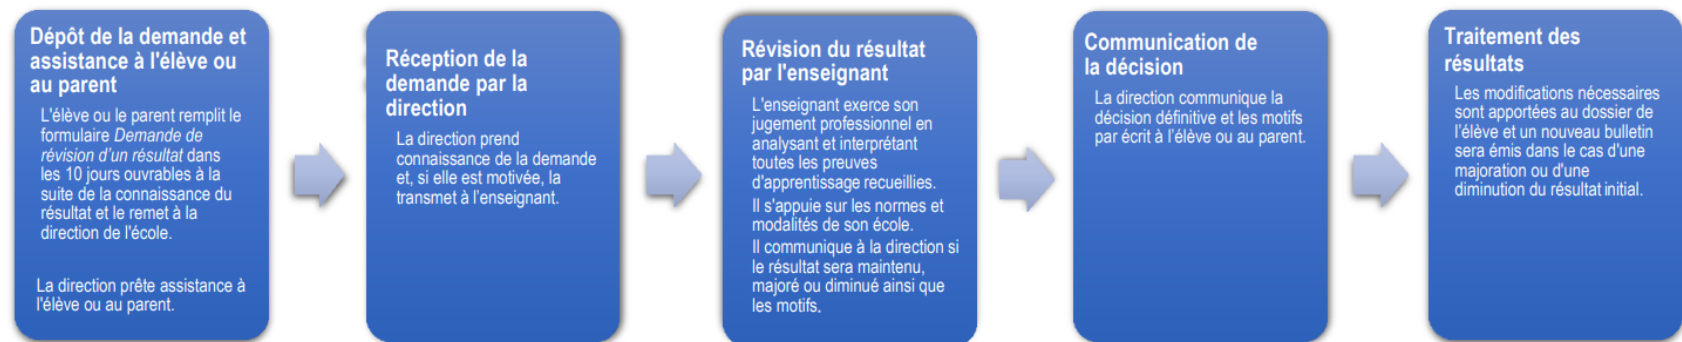 Dépôt de la demande et
assistance à l'élève ou
au parent
L'élève ou le parent remplit le
formulaire Demande de
révision d'un résultat dans
les 10 jours ouvrables à la
suite de la connaissance du
résultat et le remet à la
direction de l'école.
La direction prête assistance à
l'élève ou au parent.
Réception de la
demande par la
direction
La direction prend
connaissance de la demande
et, si elle est motivée, la
transmet à l'enseignant.
Révision du résultat
par l'enseignant
L'enseignant exerce son
jugement professionnel en
analysant et interprétant
toutes les preuves
d'apprentissage recueillies.
Il s'appuie sur les normes et
modalités de son école.
Il communique à la direction si
le résultat sera maintenu,
majoré ou diminué ainsi que
les motifs.
Communication de
la décision
La direction communique la
décision définitive et les motifs
par écrit à l'élève ou au parent.
Traitement des
résultats
Les modifications nécessaires
sont apportées au dossier de
l'élève et un nouveau bulletin
sera émis dans le cas d'une
majoration ou d'une
diminution du résultat initial.